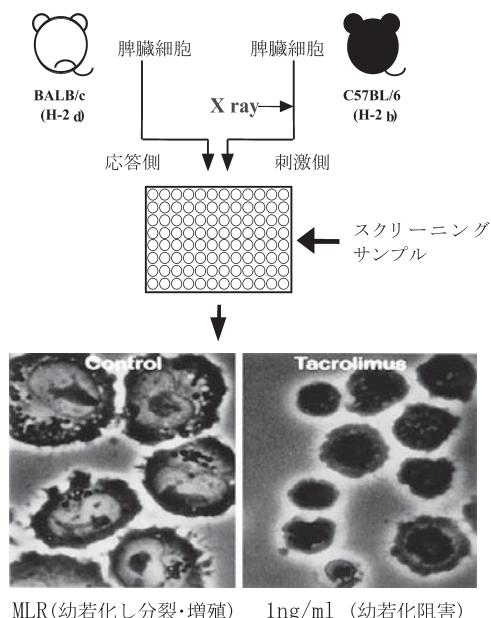 脾臓細胞
脾臓細胞
BALB/c
(H-2 d)
X ray
C57BL/6
(H-2 b)
応答側
刺激側
スクリーニング
サンプル
Control
Tacrolimus
MLR(幼若化し分裂・増殖)
1ng/ml (幼若化阻害)